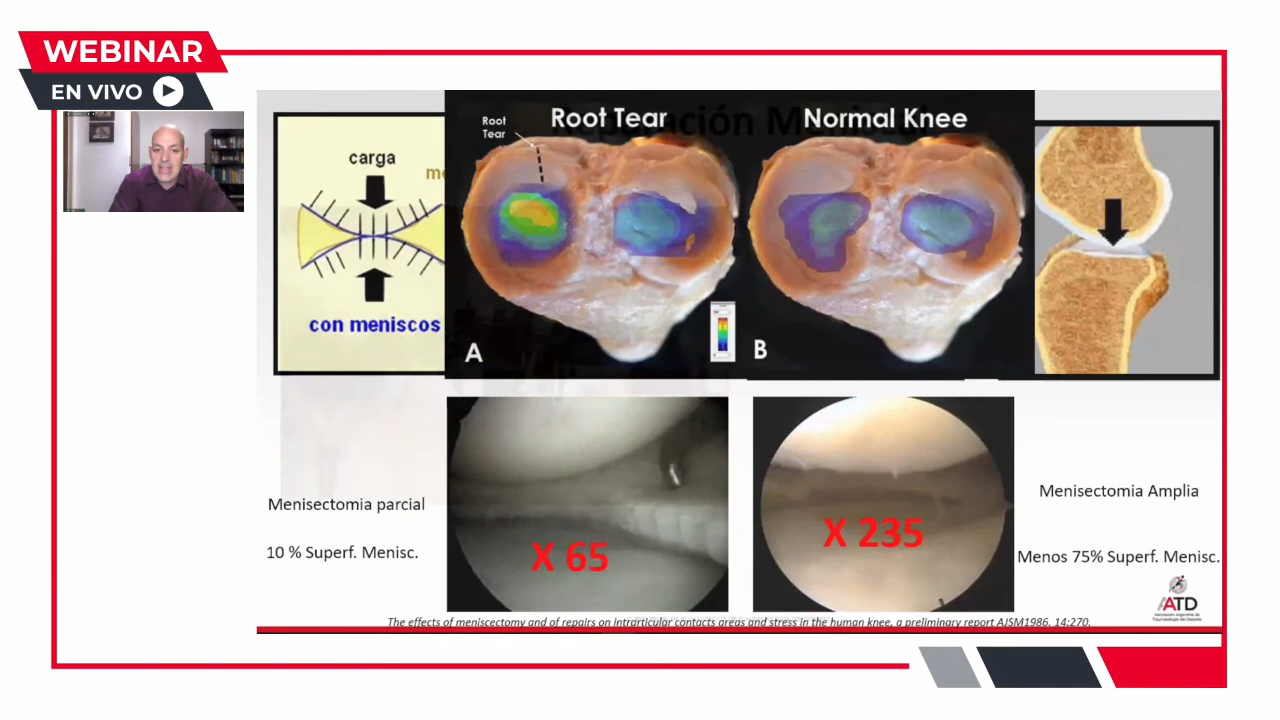 WEBINAR
EN VIVO
Root Tear
Normal Knee
Root
Tear
carga
con meniscos
A
B
Menisectomia parcial
10 % Superf. Menisc.
X 65
X 235
Menisectomia Amplia
Menos 75% Superf. Menisc.
AATD
The effects of meniscectomy and of repairs on intrarticular contacts areas and stress in the human knee, a preliminary report AJSM1986. 14:270.